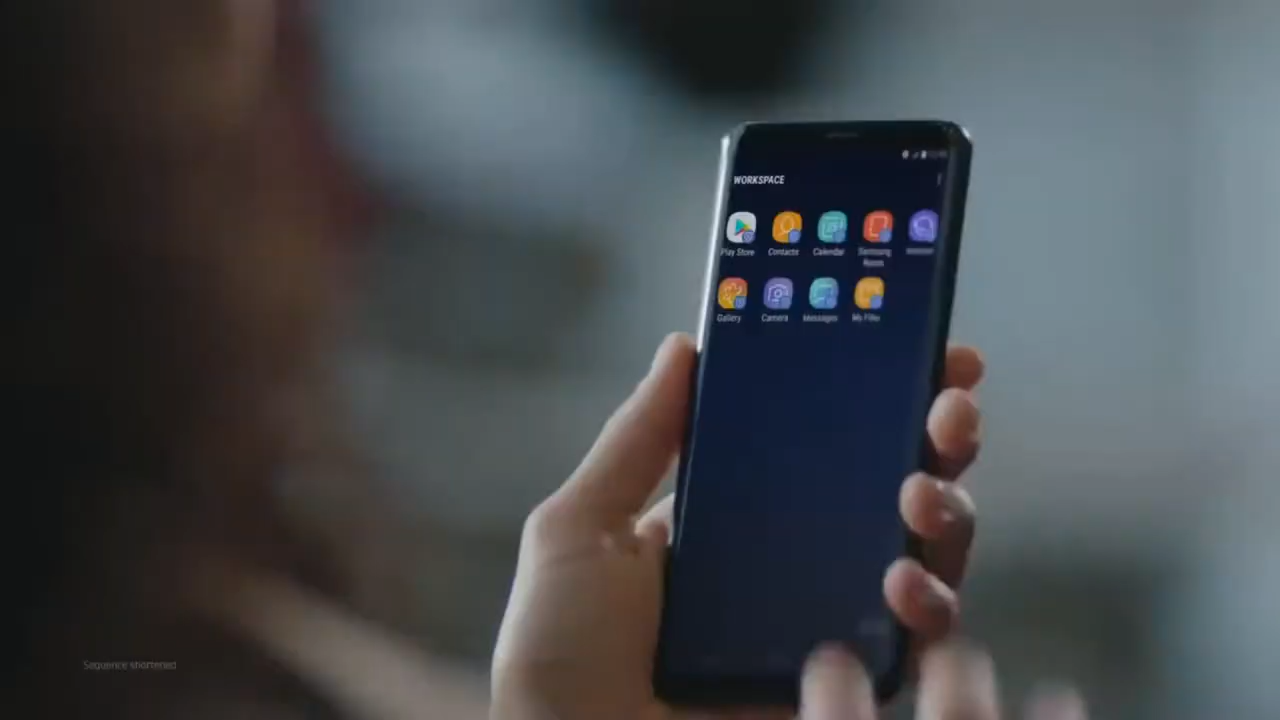 WORKSPACE
Play Store
Contacts
Calendar
Samsung
Notes
Gallery
Camera
Messages
My Files
Sequence shortened